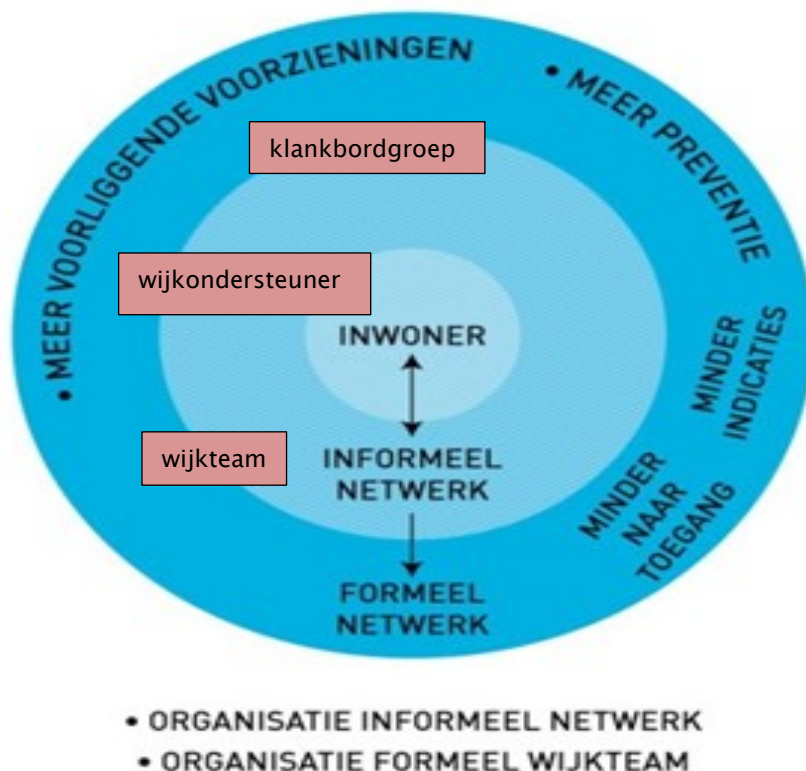 • MEER VOORLIGGENDE VOORZIENINGEN
• MEER PREVENTIE
klankbordgroep
wijkondersteuner
INWONER
MINDER
INDICATIES
wijkteam
INFORMEEL
NETWERK
MINDER
NAAR
TOEGANG
FORMEEL
NETWERK
• ORGANISATIE INFORMEEL NETWERK
• ORGANISATIE FORMEEL WIJKTEAM